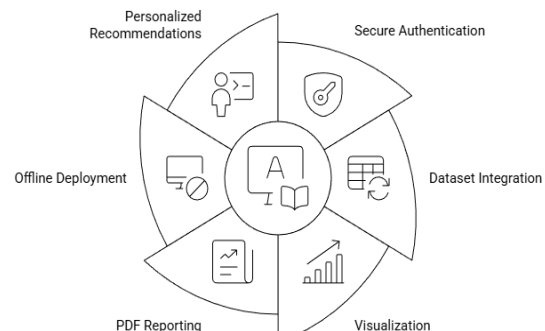 Personalized
Recommendations
Secure Authentication
A
Offline Deployment
Dataset Integration
PDF Reporting
Visualization